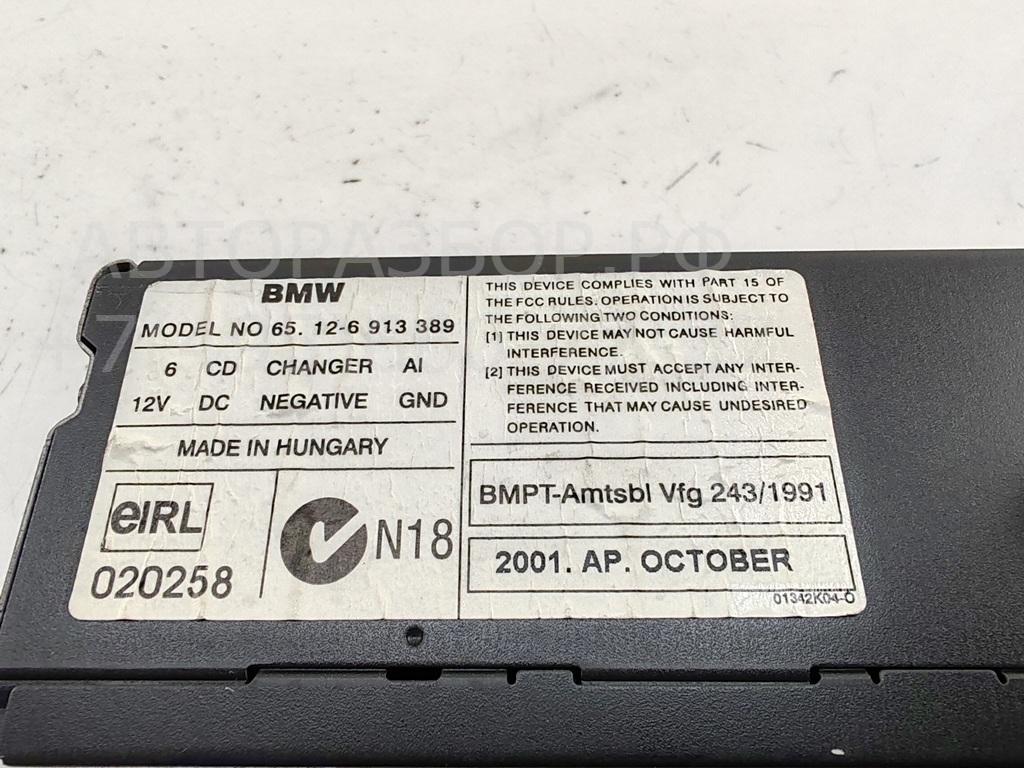 АВТОРАЗБОР.РФ
BMW
MODEL NO 65. 12-6 913 389
6 CD CHANGER AI
12V DC NEGATIVE GND
MADE IN HUNGARY
eIRL
020258
N18
THIS DEVICE COMPLIES WITH PART 15 OF
THE FCC RULES. OPERATION IS SUBJECT TO
THE FOLLOWING TWO CONDITIONS:
[1] THIS DEVICE MAY NOT CAUSE HARMFUL
INTERFERENCE.
[2] THIS DEVICE MUST ACCEPT ANY INTER-
FERENCE RECEIVED INCLUDING INTER-
FERENCE THAT MAY CAUSE UNDESIRED
OPERATION.
BMPT-Amtsbl Vfg 243/1991
2001. AP. OCTOBER
01342K04-O